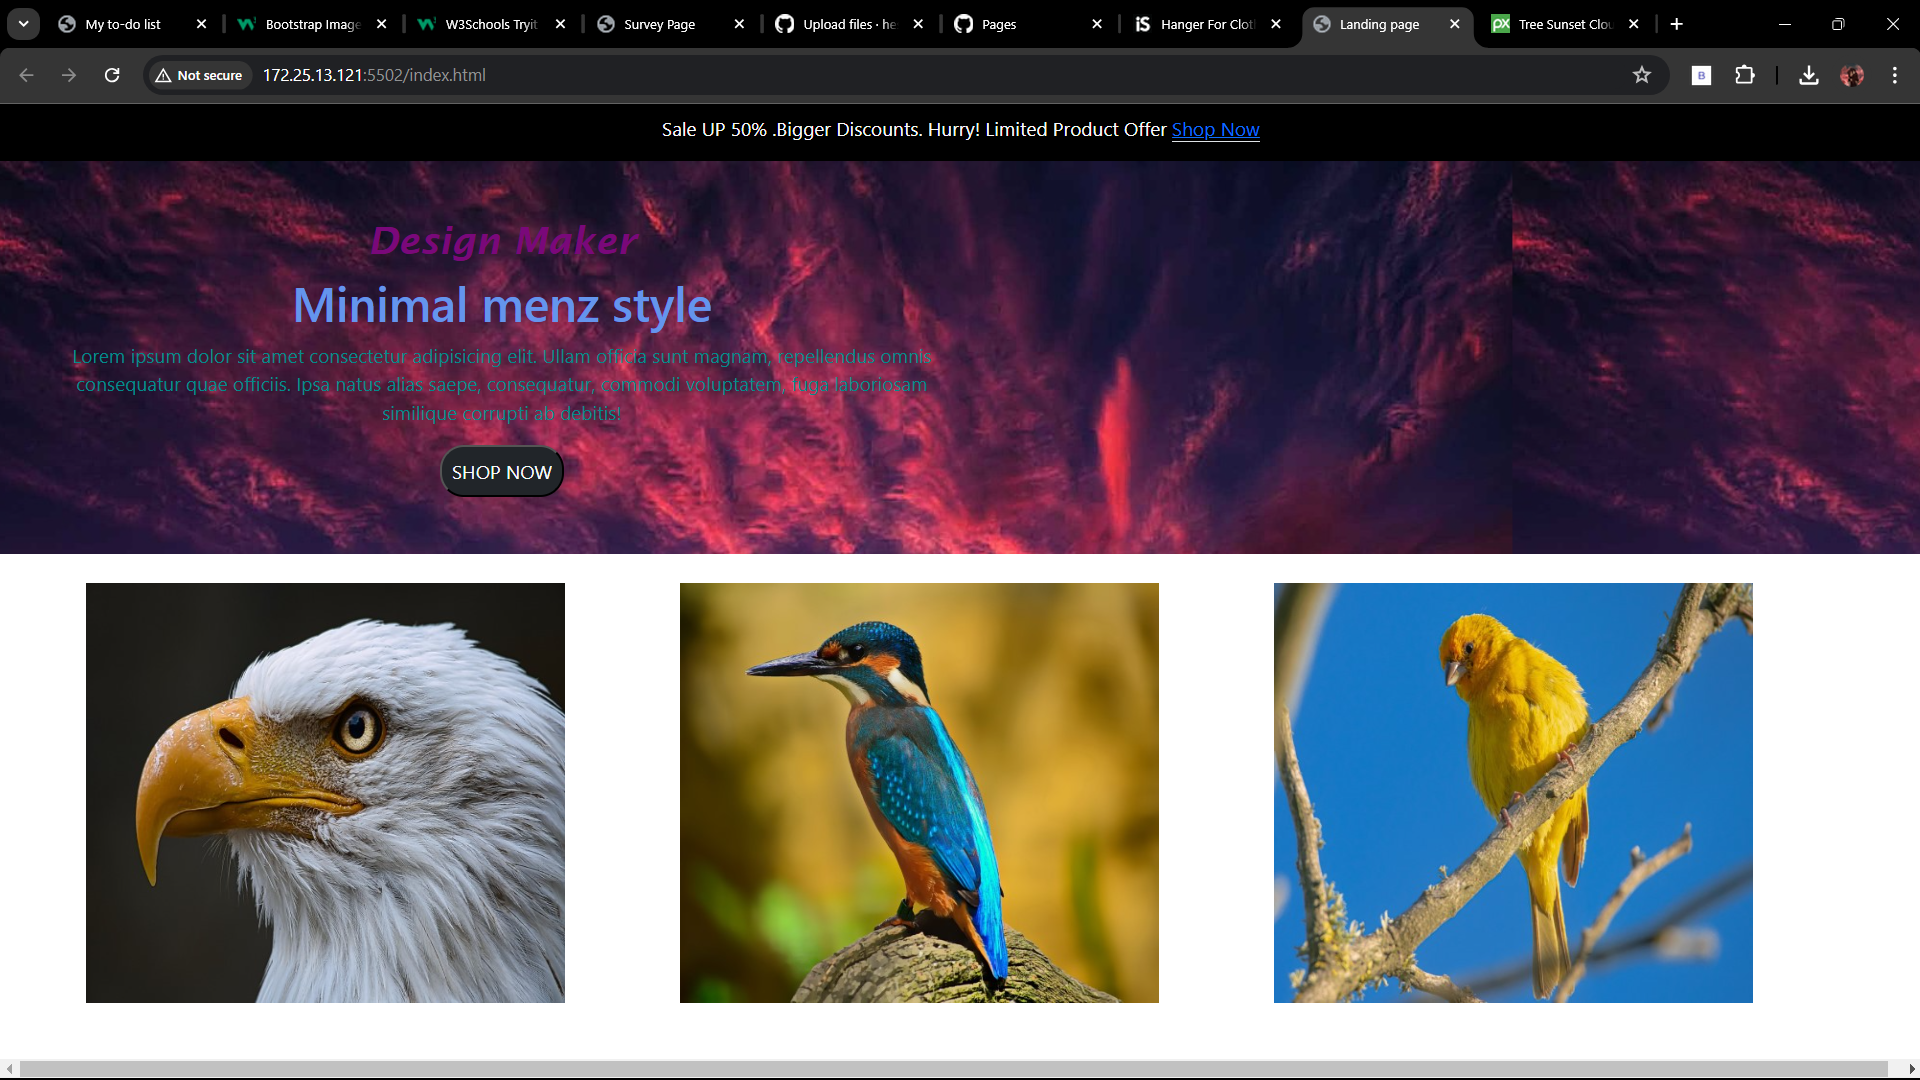 My to-do list
Bootstrap Image
W3Schools Tryit
Survey Page
Upload files · he
Pages
Hanger For Clot
Landing page
Tree Sunset Clou
Not secure
172.25.13.121:5502/index.html
B
Sale UP 50% .Bigger Discounts. Hurry! Limited Product Offer Shop Now
Design Maker
Minimal menz style
Lorem ipsum dolor sit amet consectetur adipisicing elit. Ullam officia sunt magnam, repellendus omnis
consequatur quae officiis. Ipsa natus alias saepe, consequatur, commodi voluptatem, fuga laboriosam
similique corrupti ab debitis!
SHOP NOW